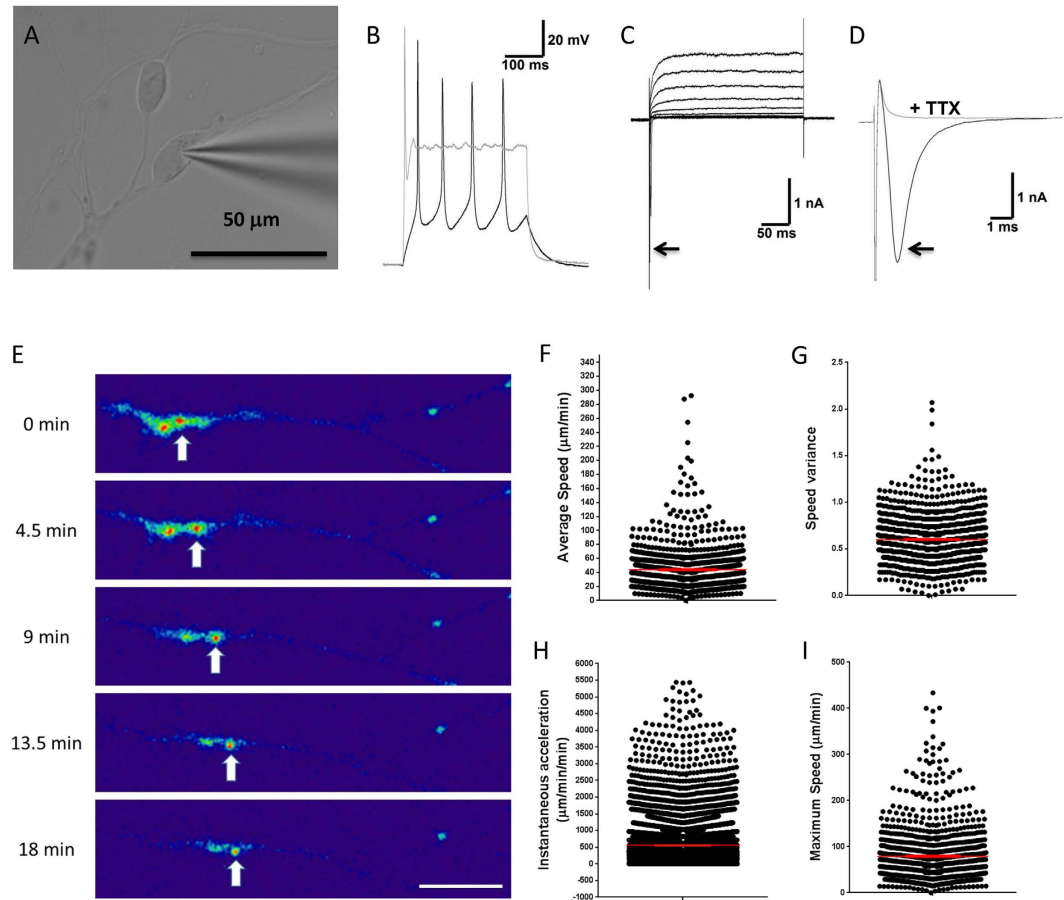 A
50 μm
B
20 mV
100 ms
C
1 nA
50 ms
D
+ TTX
1 nA
1 ms
E
0 min
4.5 min
9 min
13.5 min
18 min
F
Average Speed (μm/min)
340
320
300
280
260
240
220
200
180
160
140
120
100
80
60
40
20
0
G
Speed variance
2.5
2.0
1.5
1.0
0.5
0.0
H
Instantaneous acceleration
(μm/min/min)
6000
5500
5000
4500
4000
3500
3000
2500
2000
1500
1000
500
0
-500
-1000
I
Maximum Speed (μm/min)
500
400
300
200
100
0